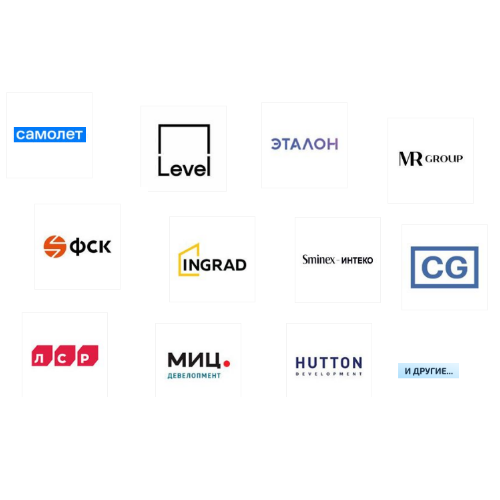 самолет
Level
ЭТАЛОН
MR GROUP
ФСК
INGRAD
Sminex - ИНТЕКО
CG
ЛСР
МИЦ.
ДЕВЕЛОПМЕНТ
HUTTON
DEVELOPMENT
И ДРУГИЕ...